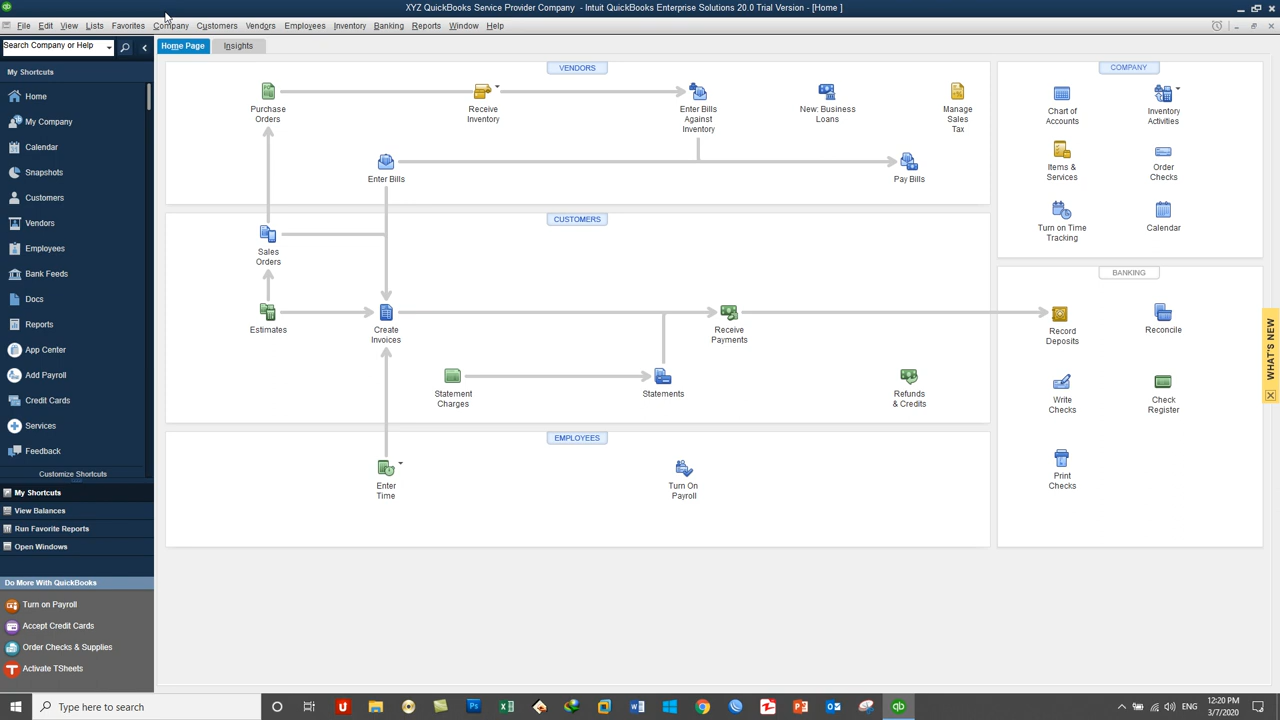 XYZ QuickBooks Service Provider Company - Intuit QuickBooks Enterprise Solutions 20.0 Trial Version - [Home ]
File Edit View Lists Favorites Company Customers Vendors Employees Inventory Banking Reports Window Help
Search Company or Help
Home Page
Insights
My Shortcuts
Home
My Company
Calendar
Snapshots
Customers
Vendors
Employees
Bank Feeds
Docs
Reports
App Center
Add Payroll
Credit Cards
Services
Feedback
Customize Shortcuts
My Shortcuts
View Balances
Run Favorite Reports
Open Windows
Do More With QuickBooks
Turn on Payroll
Accept Credit Cards
Order Checks & Supplies
Activate TSheets
VENDORS
Purchase
Orders
Receive
Inventory
Enter Bills
Against
Inventory
New: Business
Loans
Manage
Sales
Tax
Enter Bills
Pay Bills
CUSTOMERS
Sales
Orders
Estimates
Create
Invoices
Receive
Payments
Statement
Charges
Statements
Refunds
& Credits
EMPLOYEES
Enter
Time
Turn On
Payroll
COMPANY
Chart of
Accounts
Inventory
Activities
Items &
Services
Order
Checks
Turn on Time
Tracking
Calendar
BANKING
Record
Deposits
Reconcile
Write
Checks
Check
Register
Print
Checks
WHAT'S NEW
Type here to search
ENG
12:20 PM
3/7/2020